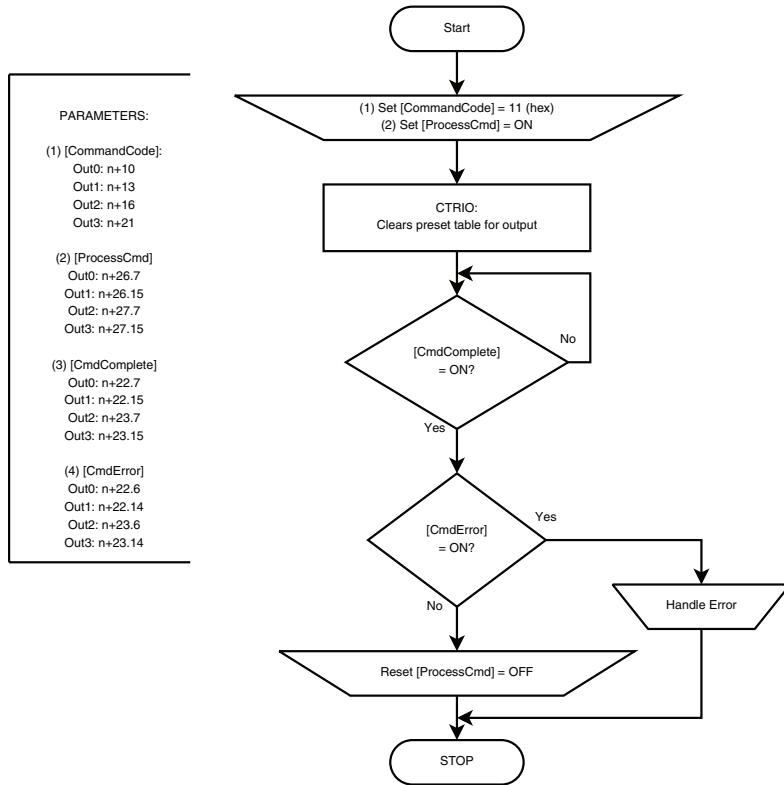 Start
PARAMETERS:
(1) [CommandCode]:
Out0: n+10
Out1: n+13
Out2: n+16
Out3: n+21
(2) [ProcessCmd]
Out0: n+26.7
Out1: n+26.15
Out2: n+27.7
Out3: n+27.15
(3) [CmdComplete]
Out0: n+22.7
Out1: n+22.15
Out2: n+23.7
Out3: n+23.15
(4) [CmdError]
Out0: n+22.6
Out1: n+22.14
Out2: n+23.6
Out3: n+23.14
(1) Set [CommandCode] = 11 (hex)
(2) Set [ProcessCmd] = ON
CTRIO:
Clears preset table for output
[CmdComplete]
= ON?
No
Yes
[CmdError]
= ON?
Yes
No
Handle Error
Reset [ProcessCmd] = OFF
STOP